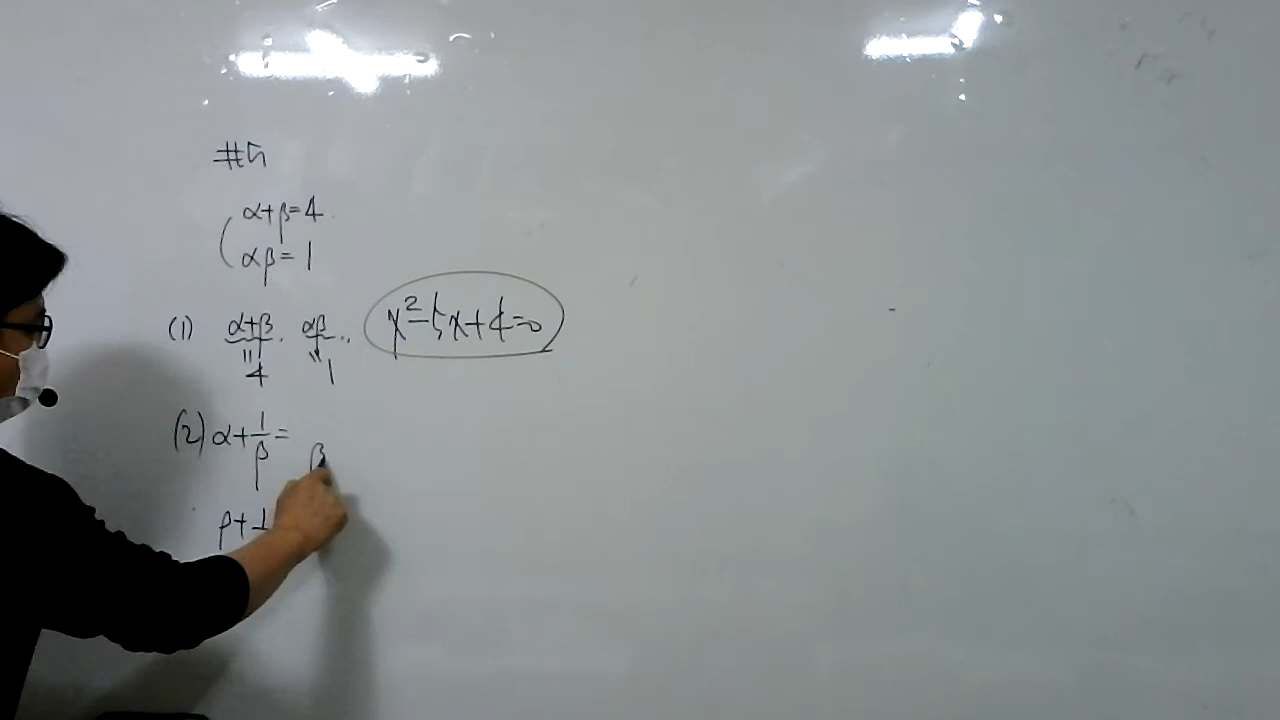 #5
α+β=4
αβ=1
(1) α+β, αβ .. x²-5x+4=0
4 1
(2) α+1/β= β
β+1